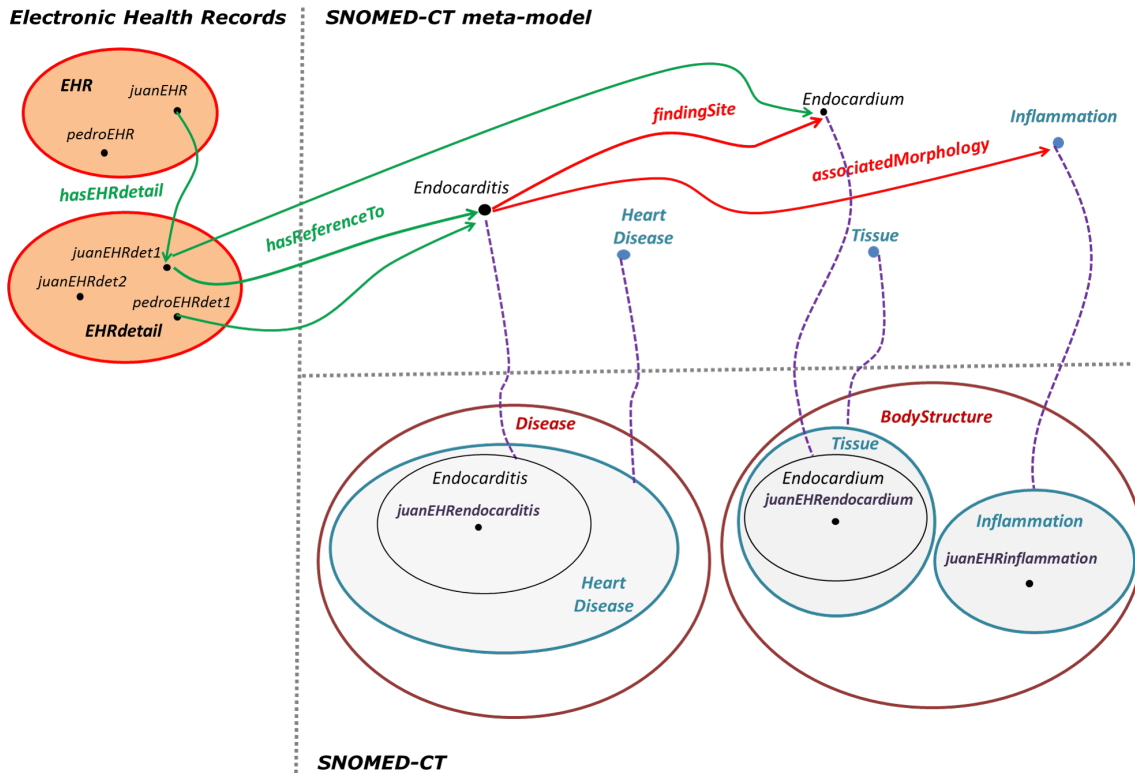 Electronic Health Records
SNOMED-CT meta-model
EHR
juanEHR
pedroEHR
hasEHRdetail
juanEHRdet1
juanEHRdet2
pedroEHRdet1
EHRdetail
hasReferenceTo
Endocarditis
findingSite
Endocardium
associatedMorphology
Inflammation
Heart
Disease
Tissue
Disease
Endocarditis
juanEHRendocarditis
Heart
Disease
BodyStructure
Tissue
Endocardium
juanEHRendocardium
Inflammation
juanEHRinflammation
SNOMED-CT